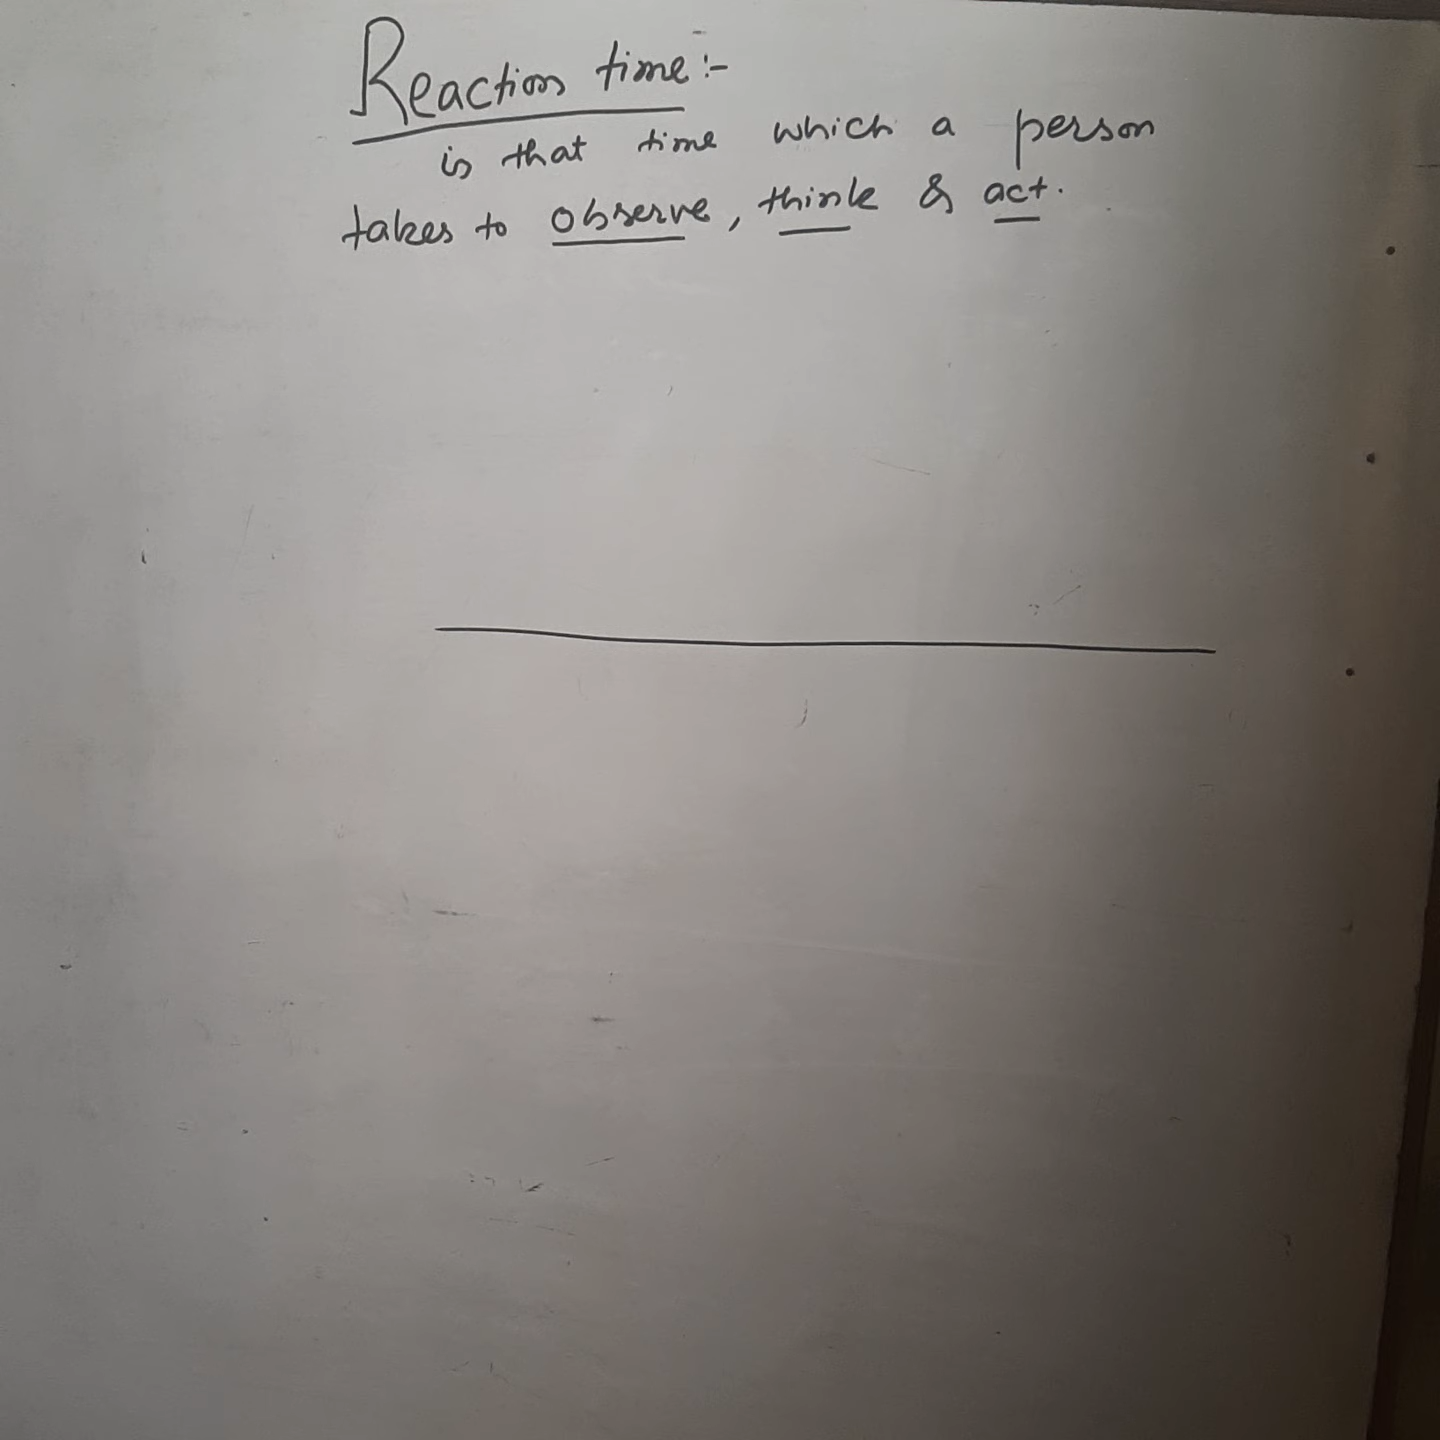 Reaction time:-
is that time which a person
takes to observe, think & act.